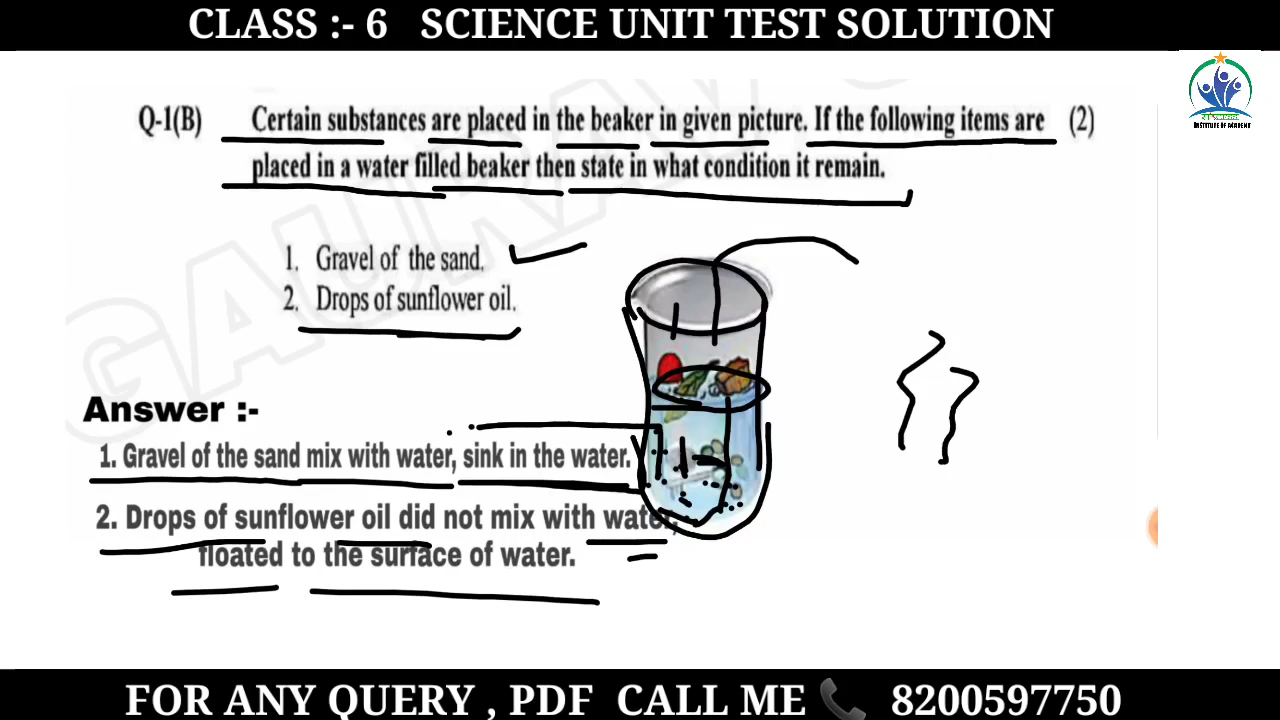 CLASS :- 6 SCIENCE UNIT TEST SOLUTION
Q-1(B) Certain substances are placed in the beaker in given picture. If the following items are (2)
placed in a water filled beaker then state in what condition it remain.
1. Gravel of the sand.
2. Drops of sunflower oil.
Answer :-
1. Gravel of the sand mix with water, sink in the water.
2. Drops of sunflower oil did not mix with water,
floated to the surface of water.
FOR ANY QUERY , PDF CALL ME 📞 8200597750
GAURAV
INSTITUTE OF ACADEMY